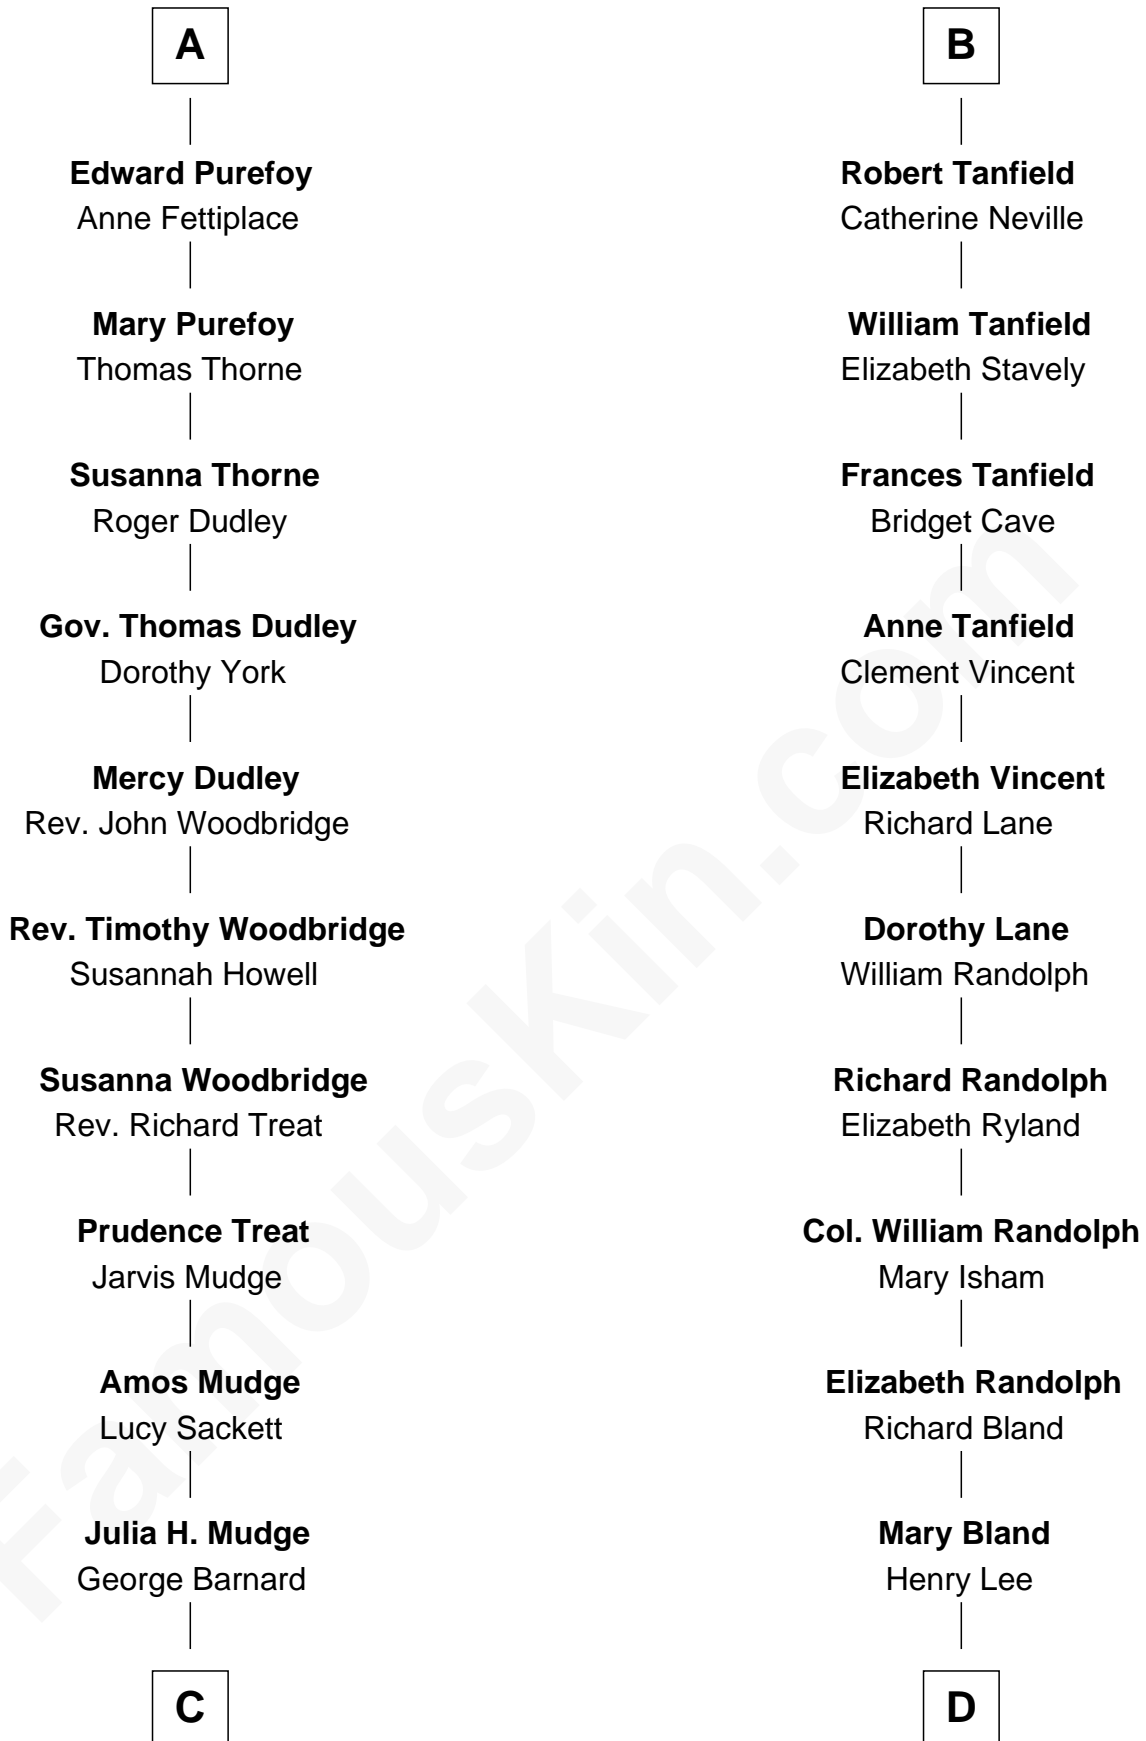 A
Edward Purefoy
Anne Fettiplace
Mary Purefoy
Thomas Thorne
Susanna Thorne
Roger Dudley
Gov. Thomas Dudley
Dorothy York
Mercy Dudley
Rev. John Woodbridge
Rev. Timothy Woodbridge
Susannah Howell
Susanna Woodbridge
Rev. Richard Treat
Prudence Treat
Jarvis Mudge
Amos Mudge
Lucy Sackett
Julia H. Mudge
George Barnard
C
B
Robert Tanfield
Catherine Neville
William Tanfield
Elizabeth Stavely
Frances Tanfield
Bridget Cave
Anne Tanfield
Clement Vincent
Elizabeth Vincent
Richard Lane
Dorothy Lane
William Randolph
Richard Randolph
Elizabeth Ryland
Col. William Randolph
Mary Isham
Elizabeth Randolph
Richard Bland
Mary Bland
Henry Lee
D
FamousKin.com